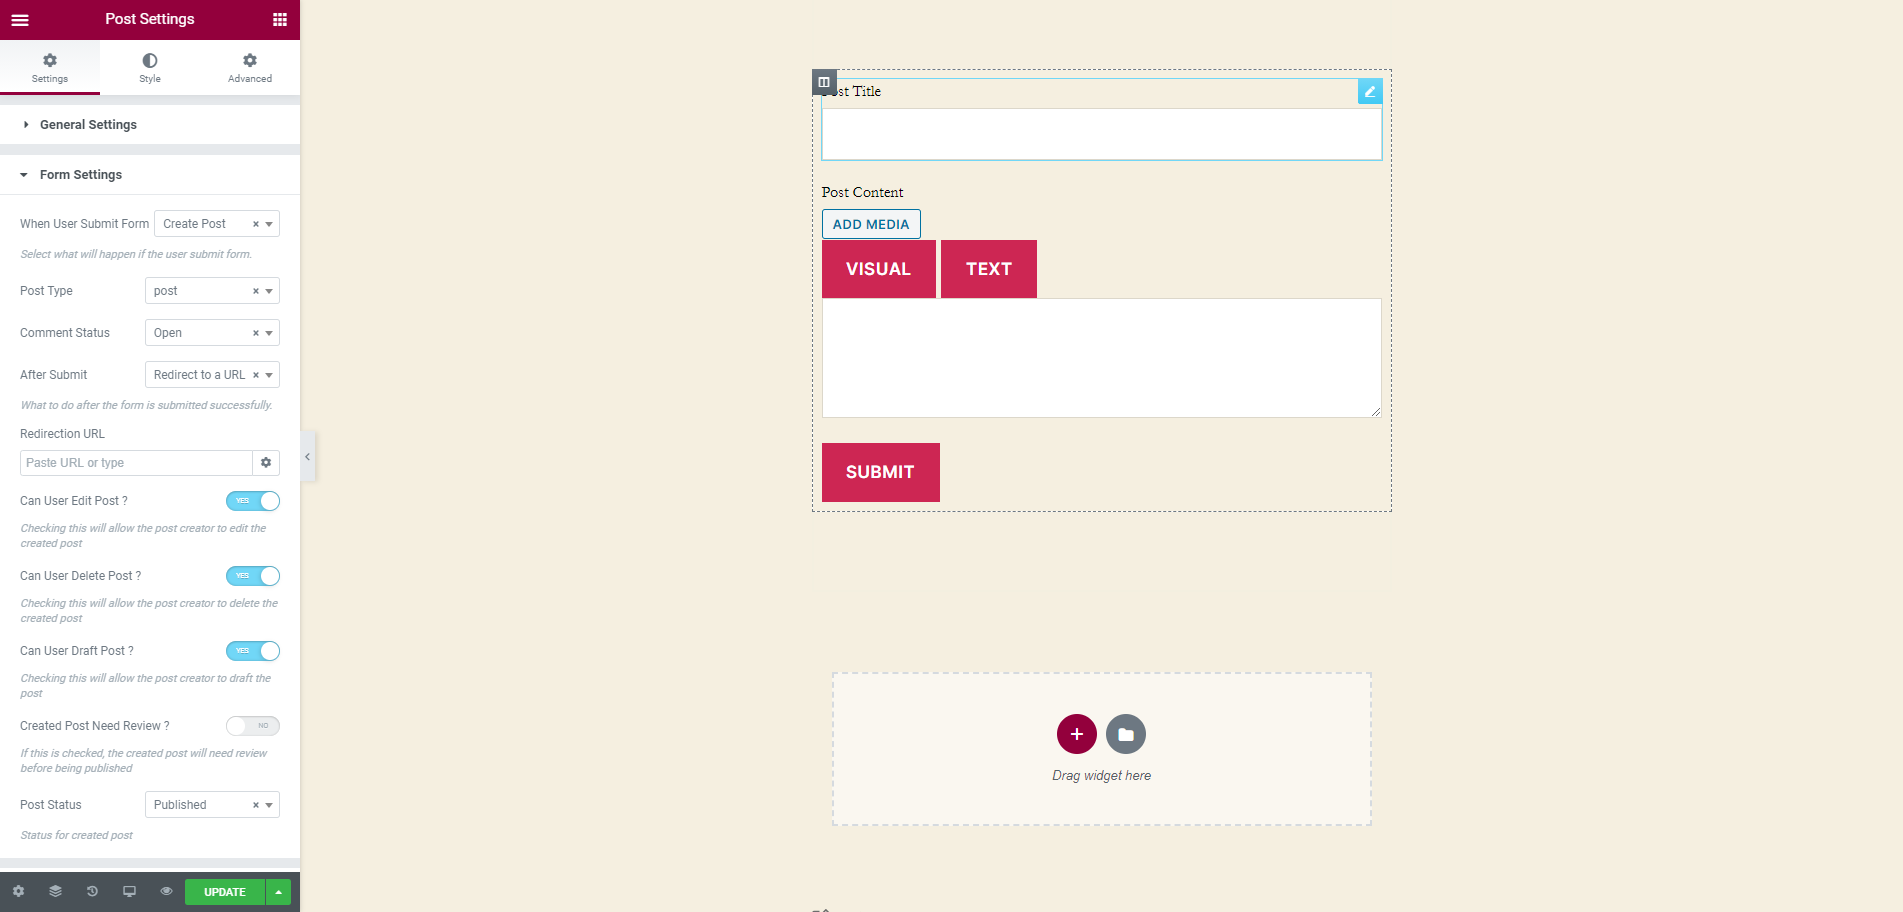 Post Settings
Settings
Style
Advanced
General Settings
Form Settings
When User Submit Form
Create Post
Select what will happen if the user submit form.
Post Type
post
Comment Status
Open
After Submit
Redirect to a URL
What to do after the form is submitted successfully.
Redirection URL
Paste URL or type
Can User Edit Post ?
YES
Checking this will allow the post creator to edit the
created post
Can User Delete Post ?
YES
Checking this will allow the post creator to delete the
created post
Can User Draft Post ?
YES
Checking this will allow the post creator to draft the
post
Created Post Need Review ?
NO
If this is checked, the created post will need review
before being published
Post Status
Published
Status for created post
UPDATE
Post Title
Post Content
ADD MEDIA
VISUAL
TEXT
SUBMIT
Drag widget here